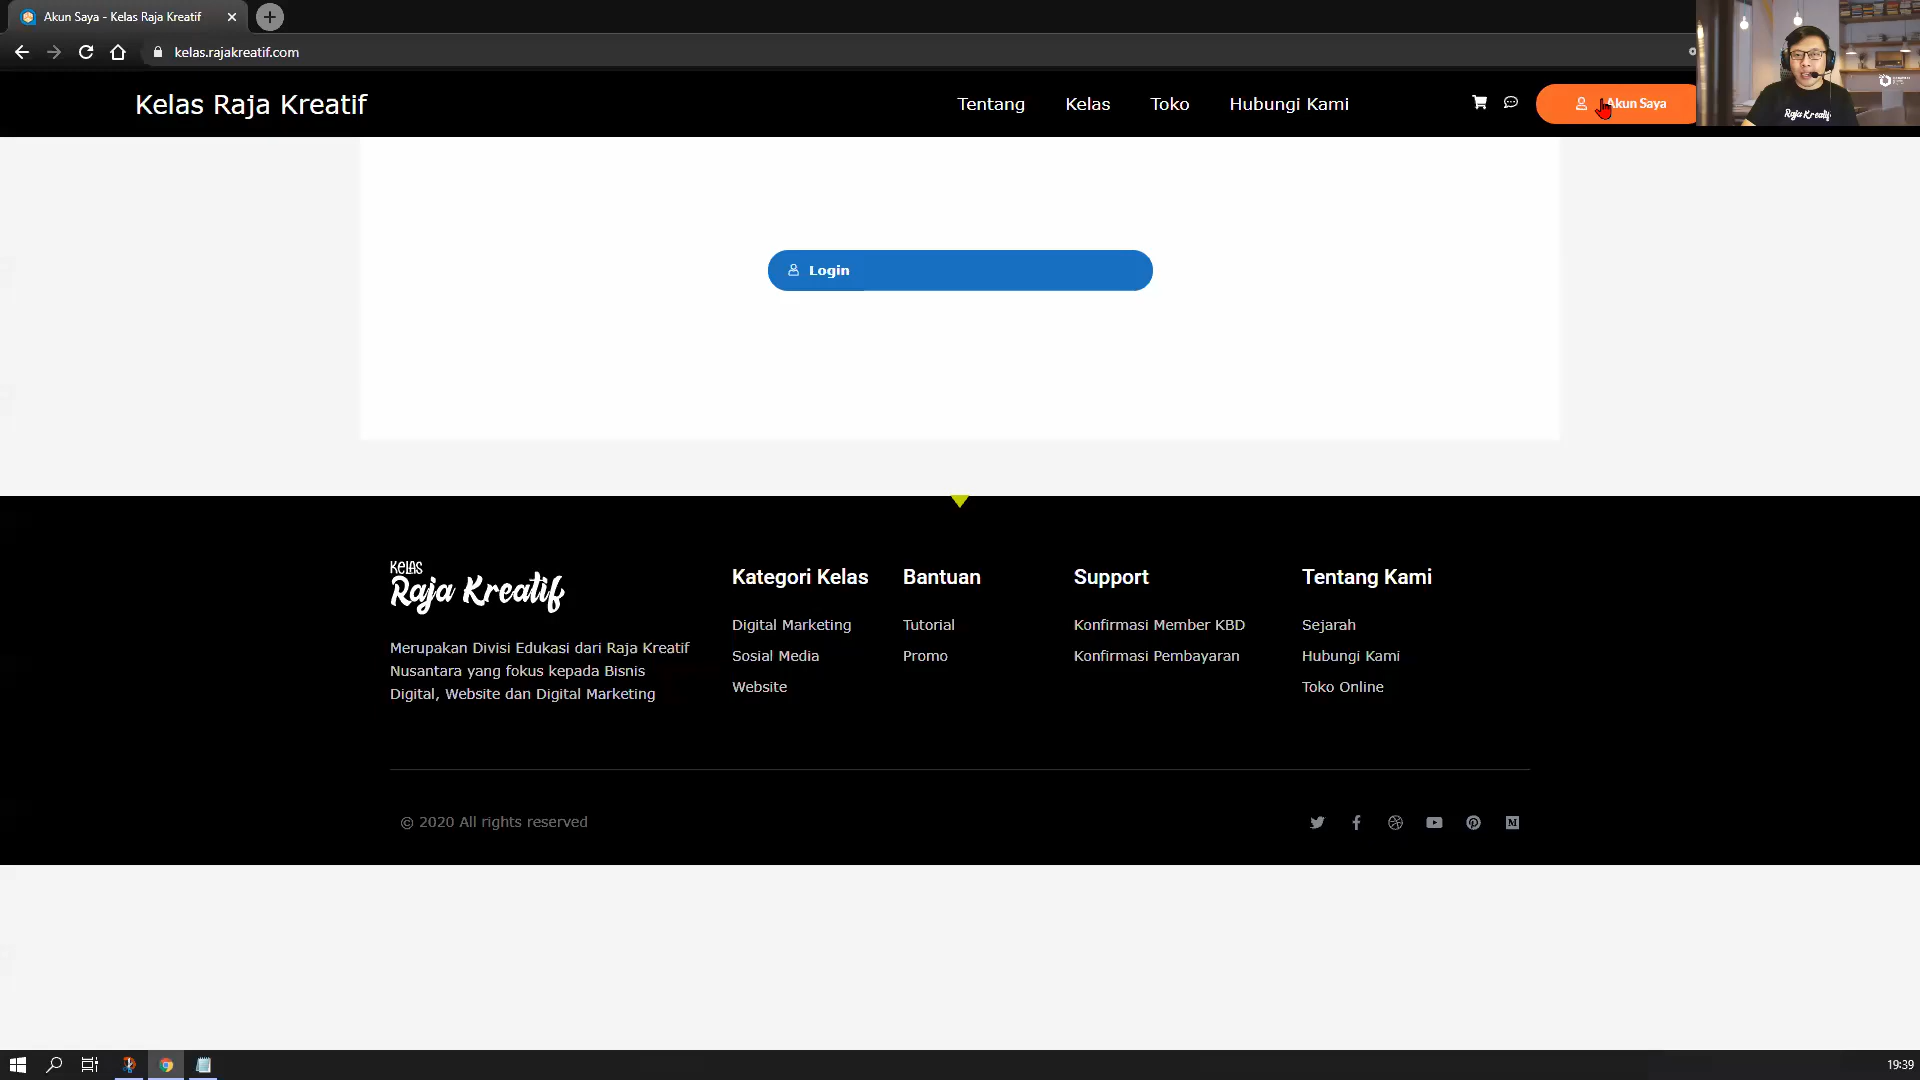 Akun Saya - Kelas Raja Kreatif
kelas.rajakreatif.com
Kelas Raja Kreatif
Tentang
Kelas
Toko
Hubungi Kami
Akun Saya
Raja Kreatif
Login
KELAS
Raja Kreatif
Merupakan Divisi Edukasi dari Raja Kreatif
Nusantara yang fokus kepada Bisnis
Digital, Website dan Digital Marketing
Kategori Kelas
Digital Marketing
Sosial Media
Website
Bantuan
Tutorial
Promo
Support
Konfirmasi Member KBD
Konfirmasi Pembayaran
Tentang Kami
Sejarah
Hubungi Kami
Toko Online
© 2020 All rights reserved
19:39